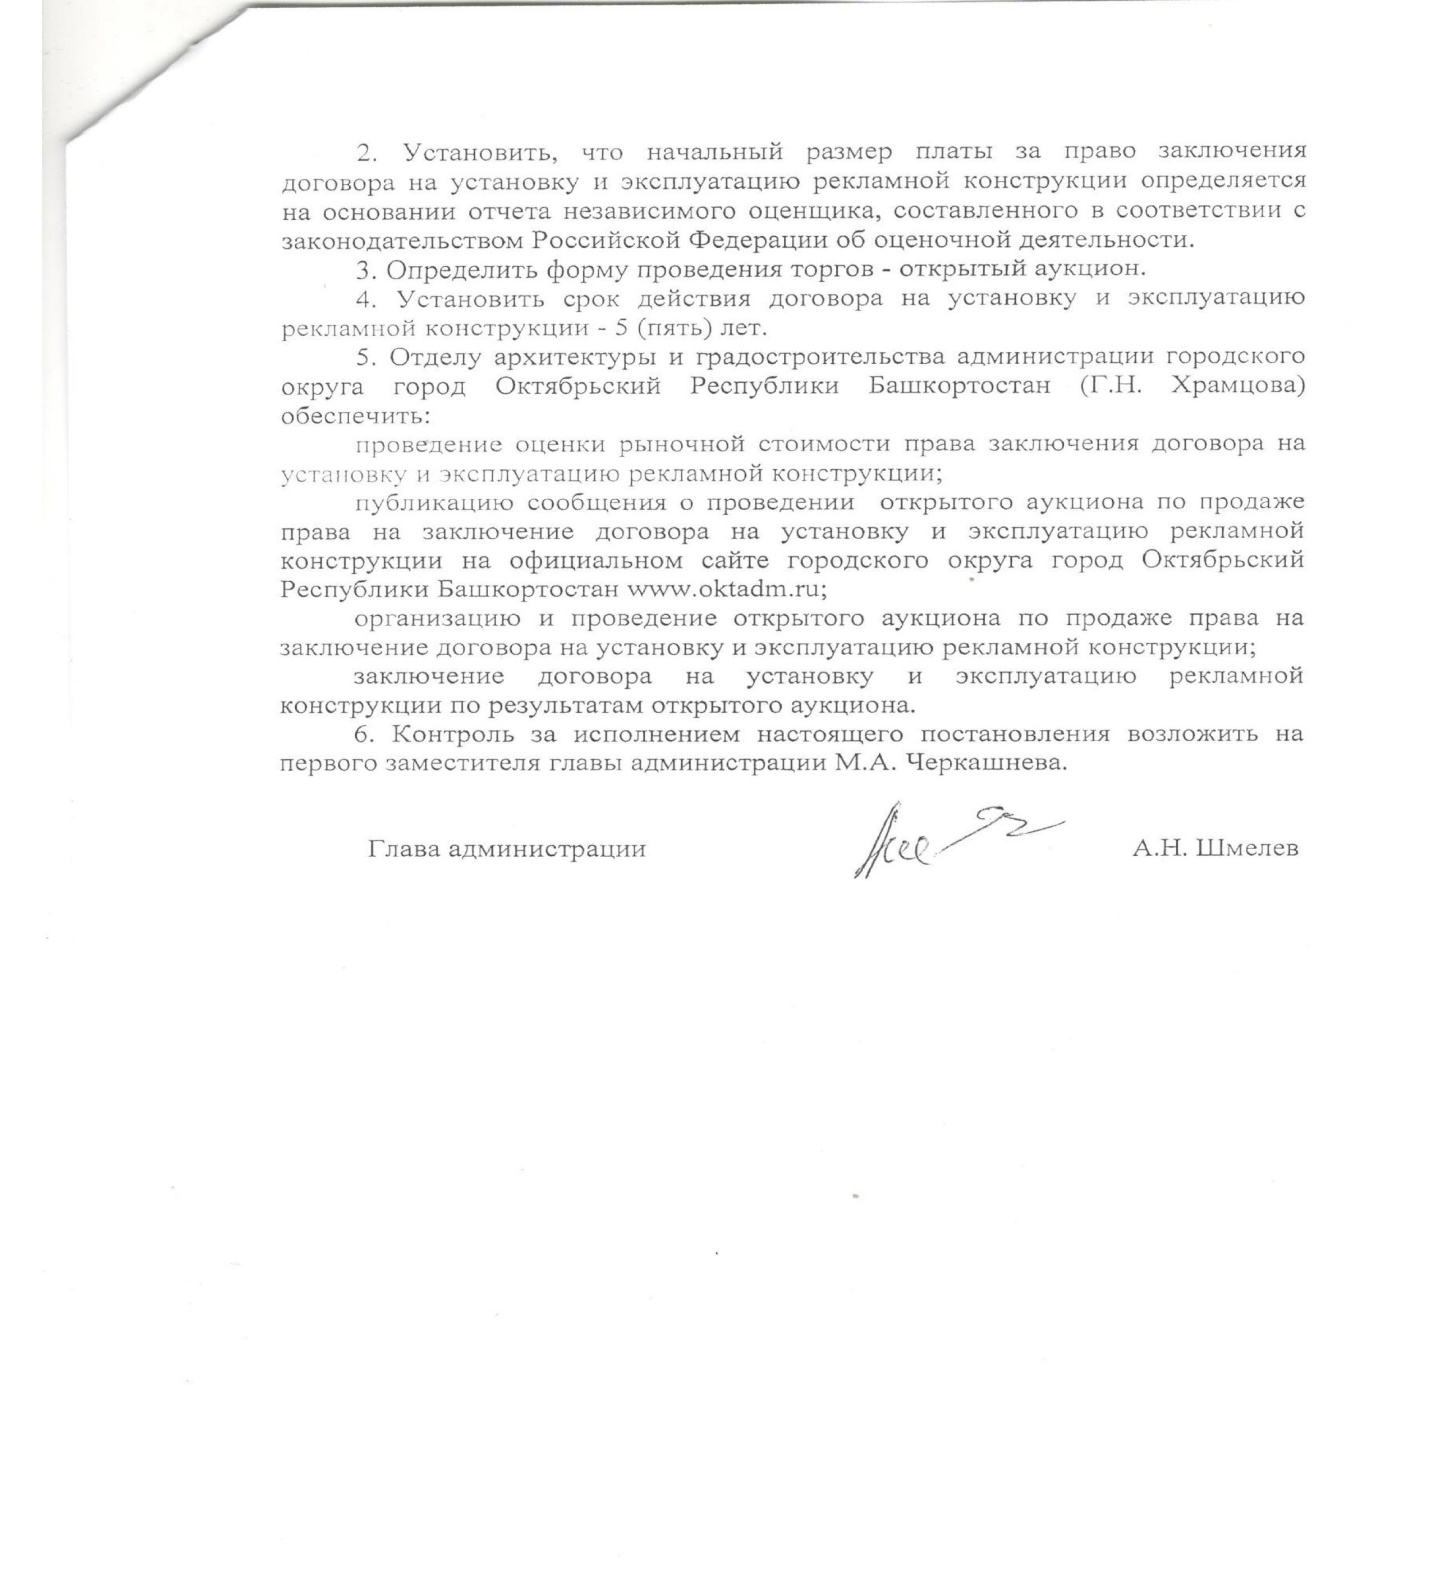 2. Установить, что начальный размер платы за право заключения
договора на установку и эксплуатацию рекламной конструкции определяется
на основании отчета независимого оценщика, составленного в соответствии с
законодательством Российской Федерации об оценочной деятельности.
3. Определить форму проведения торгов - открытый аукцион.
4. Установить срок действия договора на установку и эксплуатацию
рекламной конструкции - 5 (пять) лет.
5. Отделу архитектуры и градостроительства администрации городского
округа город Октябрьский Республики Башкортостан (Г.Н. Храмцова)
обеспечить:
проведение оценки рыночной стоимости права заключения договора на
установку и эксплуатацию рекламной конструкции;
публикацию сообщения о проведении открытого аукциона по продаже
права на заключение договора на установку и эксплуатацию рекламной
конструкции на официальном сайте городского округа город Октябрьский
Республики Башкортостан www.oktadm.ru;
организацию и проведение открытого аукциона по продаже права на
заключение договора на установку и эксплуатацию рекламной конструкции;
заключение договора на установку и эксплуатацию рекламной
конструкции по результатам открытого аукциона.
6. Контроль за исполнением настоящего постановления возложить на
первого заместителя главы администрации М.А. Черкашнева.
Глава администрации А.Н. Шмелев